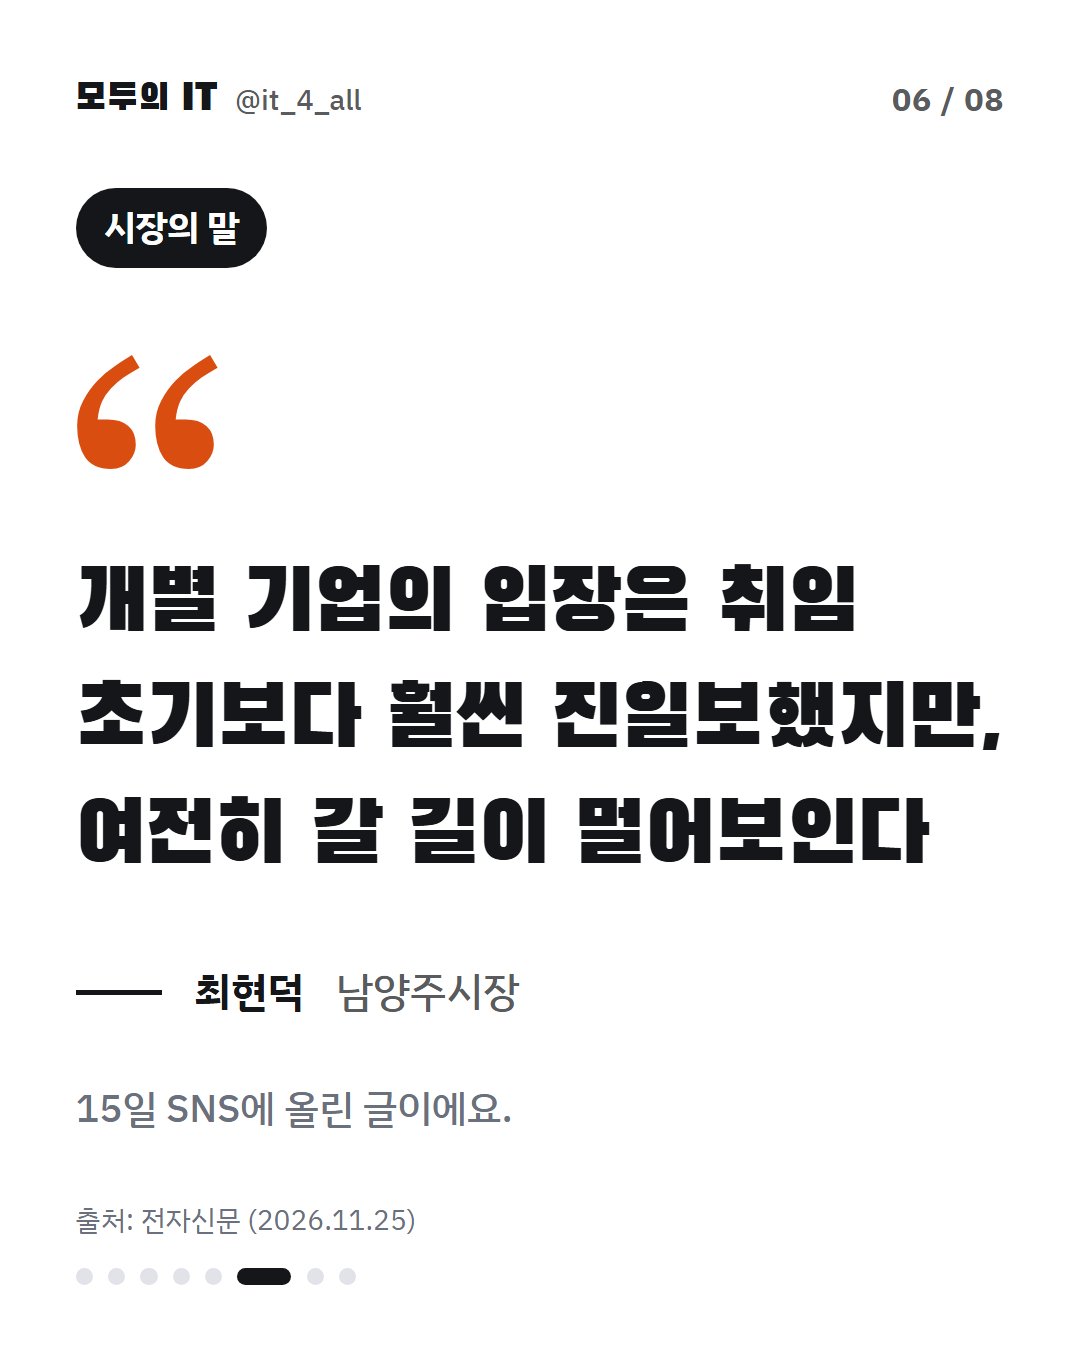 모두의 IT @it_4_all
06 / 08
시장의 말
“
개별 기업의 입장은 취임
초기보다 훨씬 진일보했지만,
여전히 갈 길이 멀어보인다
최현덕 남양주시장
15일 SNS에 올린 글이에요.
출처: 전자신문 (2026.11.25)